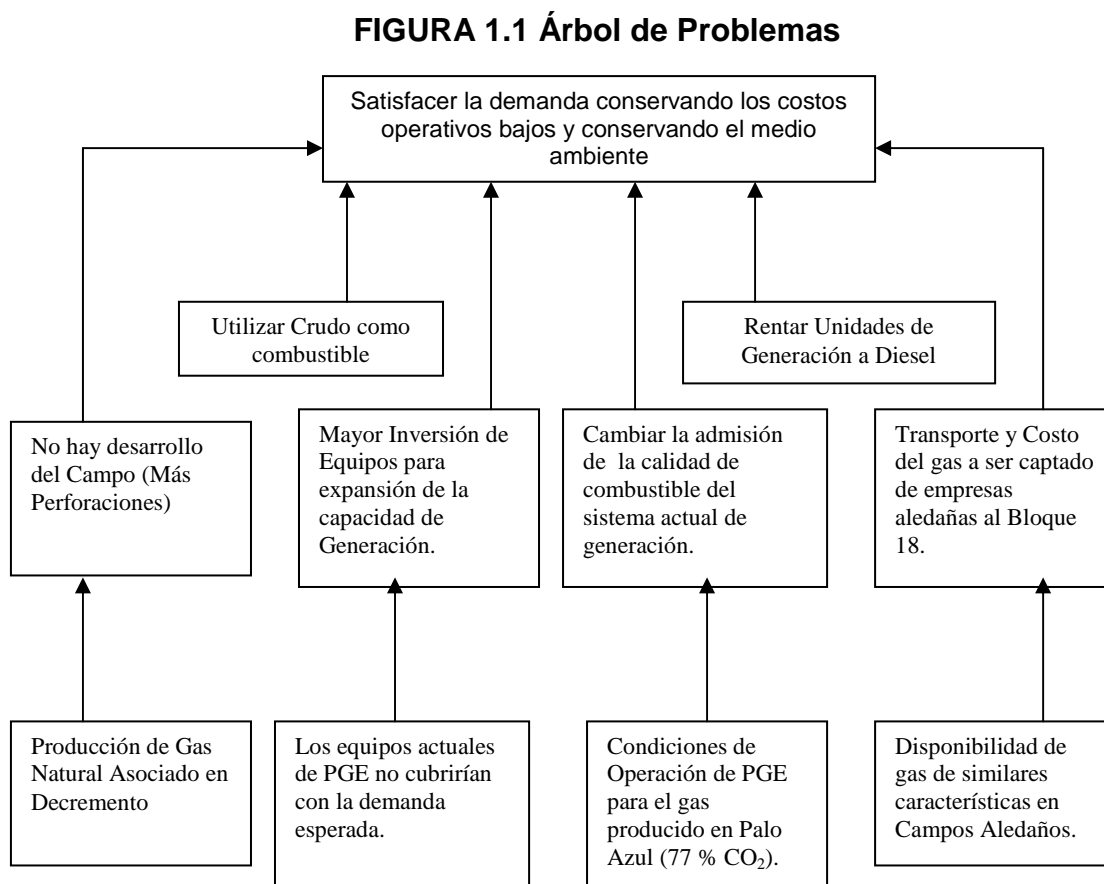 FIGURA 1.1 Árbol de Problemas
Satisfacer la demanda conservando los costos
operativos bajos y conservando el medio
ambiente
Utilizar Crudo como
combustible
Rentar Unidades de
Generación a Diesel
No hay desarrollo
del Campo (Más
Perforaciones)
Mayor Inversión de
Equipos para
expansión de la
capacidad de
Generación.
Cambiar la admisión
de la calidad de
combustible del
sistema actual de
generación.
Transporte y Costo
del gas a ser captado
de empresas
aledañas al Bloque
18.
Producción de Gas
Natural Asociado en
Decremento
Los equipos actuales
de PGE no cubrirían
con la demanda
esperada.
Condiciones de
Operación de PGE
para el gas
producido en Palo
Azul (77 % CO₂).
Disponibilidad de
gas de similares
características en
Campos Aledaños.